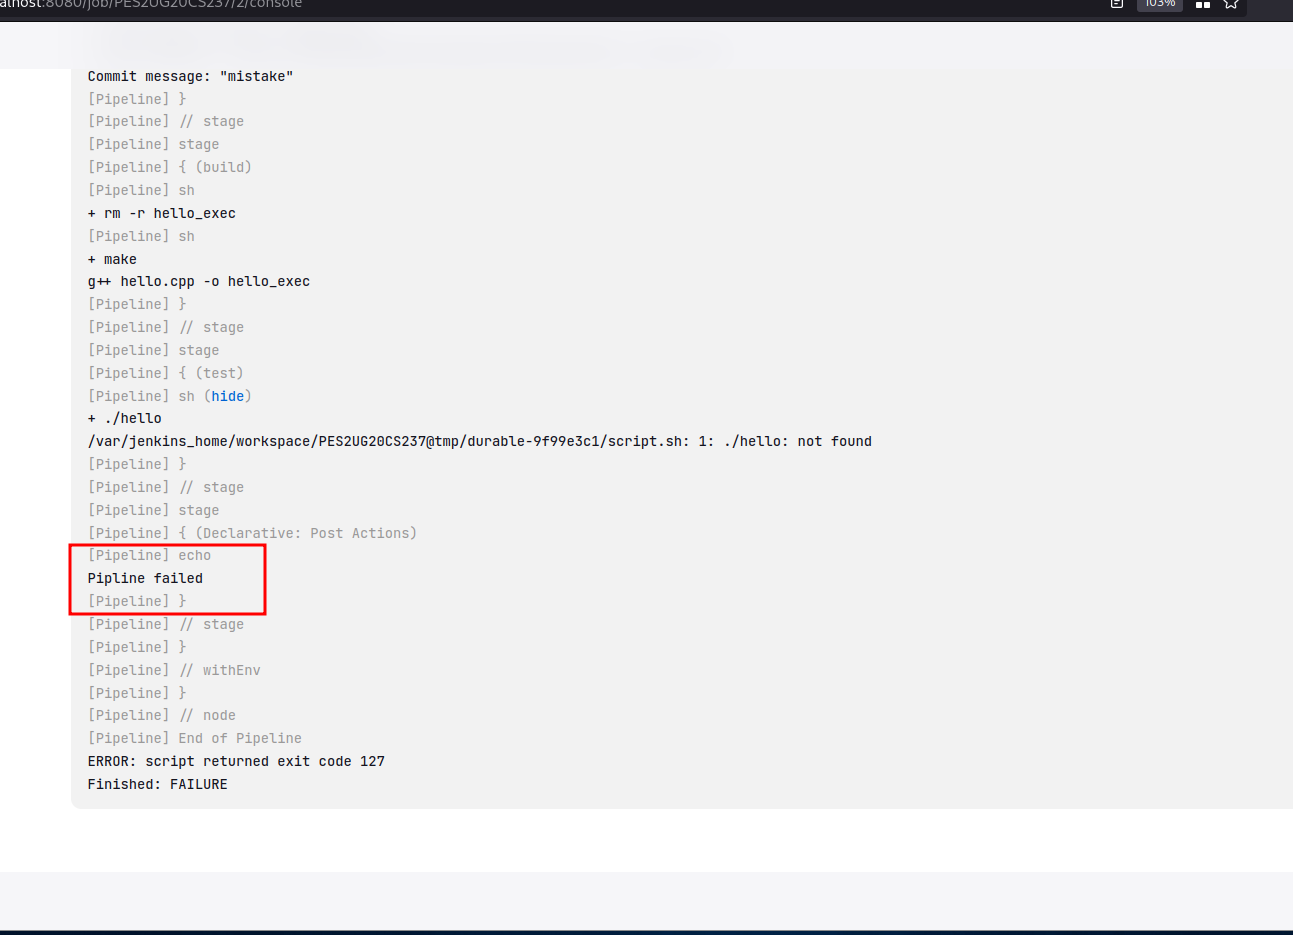 alhost:8080/job/PES2UG20CS237/2/console
103%
Commit message: "mistake"
[Pipeline] }
[Pipeline] // stage
[Pipeline] stage
[Pipeline] { (build)
[Pipeline] sh
+ rm -r hello_exec
[Pipeline] sh
+ make
g++ hello.cpp -o hello_exec
[Pipeline] }
[Pipeline] // stage
[Pipeline] stage
[Pipeline] { (test)
[Pipeline] sh (hide)
+ ./hello
/var/jenkins_home/workspace/PES2UG20CS237@tmp/durable-9f99e3c1/script.sh: 1: ./hello: not found
[Pipeline] }
[Pipeline] // stage
[Pipeline] stage
[Pipeline] { (Declarative: Post Actions)
[Pipeline] echo
Pipline failed
[Pipeline] }
[Pipeline] // stage
[Pipeline] }
[Pipeline] // withEnv
[Pipeline] }
[Pipeline] // node
[Pipeline] End of Pipeline
ERROR: script returned exit code 127
Finished: FAILURE